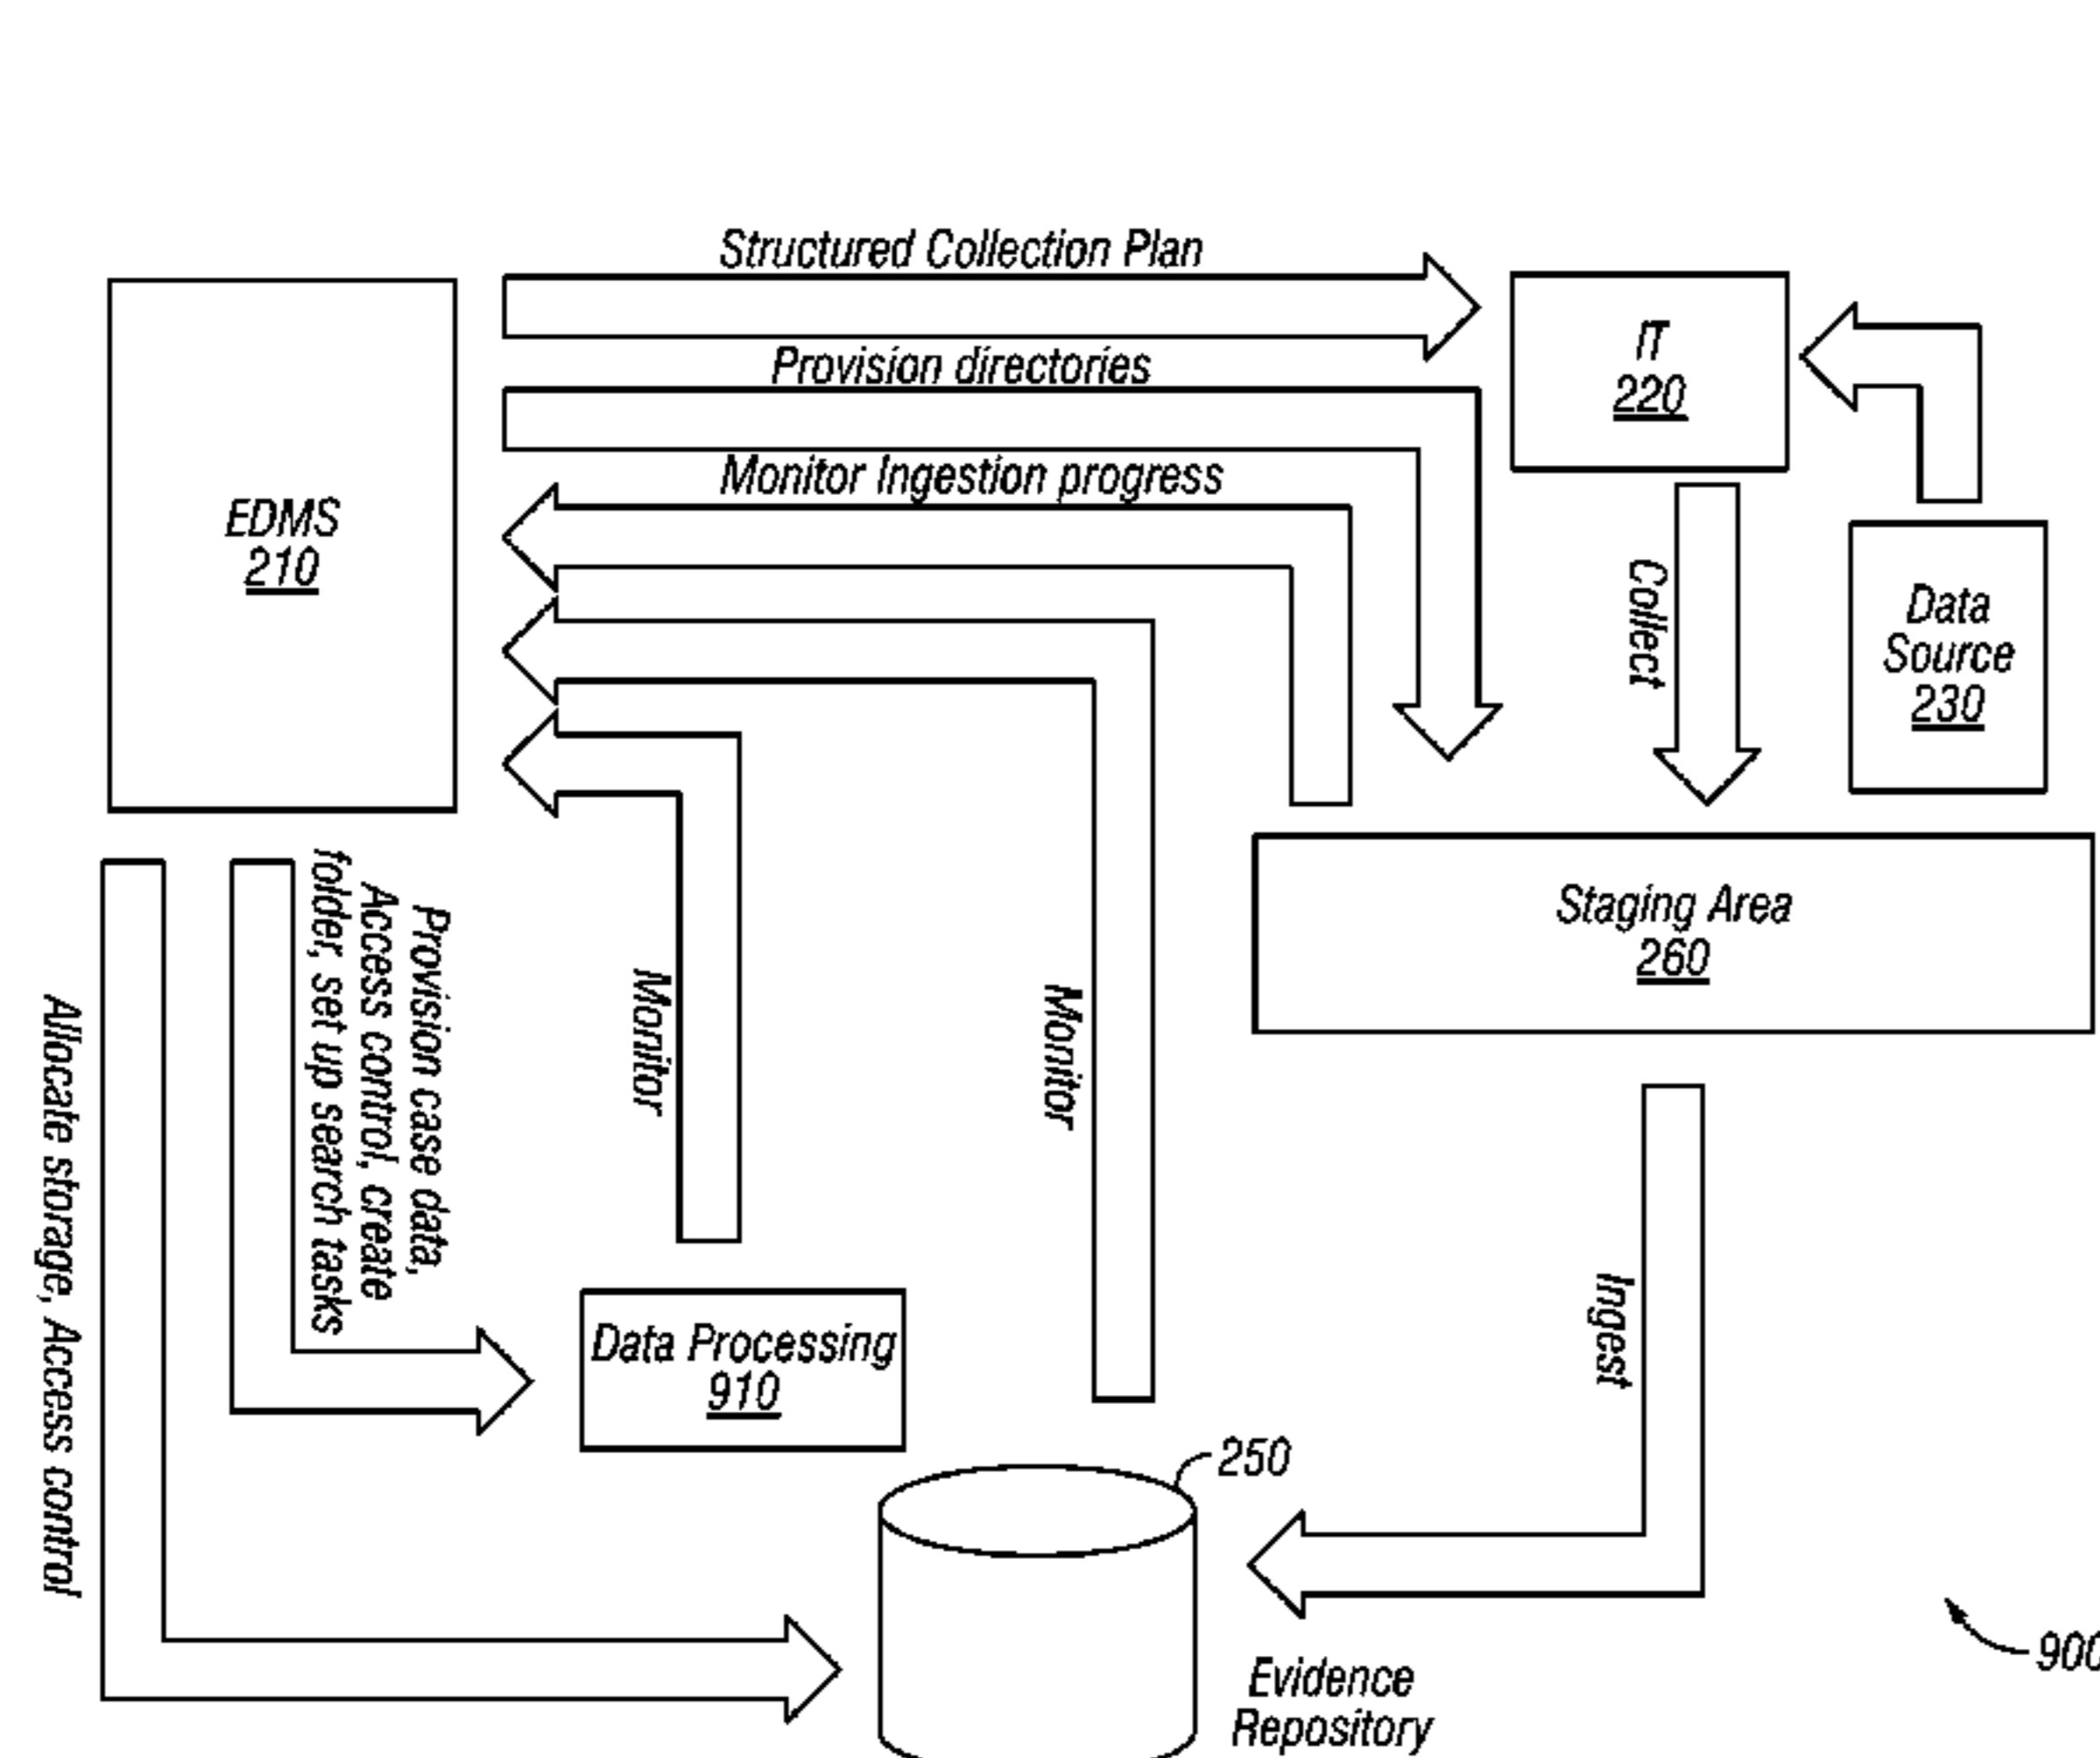 Structured Collection Plan
Provision directories
Monitor Ingestion progress
EDMS
210
IT
220
Collect
Data
Source
230
Staging Area
260
Provision case data,
Access control, create
folder, set up search tasks
Allocate storage, Access control
Monitor
Monitor
Ingest
Data Processing
910
250
Evidence
Repository
900